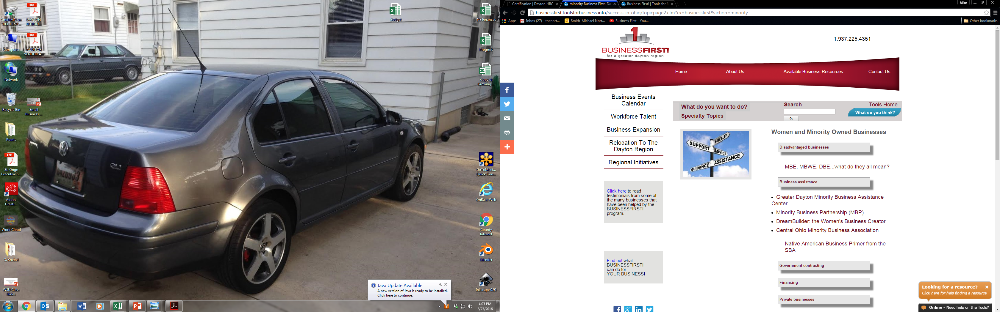 SmithMN on
'10.1.1.159'...
PDF
DAYTON
REGION...
Computer
PDF
AUDITOR
VENDOR A...
Network
Recycle Bin
Small
Business ...
Points
PDF
St. Onge
Executive S...
Adobe
Creati...
Word Cloud
S. Knebel
WSU Class
Slides
Budget
NS Finances
Progress
Copy of
Growing ...
GoToMeet...
Quick Con...
OnBase Web
County
Intranet
blender
Inkscape 0.91
GLI
Java Update Available
A new version of Java is ready to be installed.
Click here to continue.
4:03 PM
2/23/2016
Certification | Dayton HRC
minority Business First! Da
Business First! | Tools for B
Mike
businessfirst.toolsforbusiness.info/success-in-ohio/topicpage2.cfm?cx=businessfirst&action=minority
Apps
Inbox (27) - thenort...
Smith, Michael Nort...
Business First - You...
Other bookmarks
1
BUSINESSFIRST!
for a greater dayton region
1.937.225.4351
Home
About Us
Available Business Resources
Contact Us
Business Events
Calendar
Workforce Talent
Business Expansion
Relocation To The
Dayton Region
Regional Initiatives
Click here to read
testimonials from some of
the many businesses that
have been helped by the
BUSINESSFIRST!
program.
Find out what
BUSINESSFIRST!
can do for
YOUR BUSINESS!
What do you want to do?
Specialty Topics
Search
Go
Tools Home
What do you think?
HELP
SUPPORT
ADVICE
ASSISTANCE
GUIDANCE
Women and Minority Owned Businesses
Disadvantaged businesses
MBE, MBWE, DBE...what do they all mean?
Business assistance
• Greater Dayton Minority Business Assistance
Center
• Minority Business Partnership (MBP)
• DreamBuilder: the Women's Business Creator
• Central Ohio Minority Business Association
Native American Business Primer from the
SBA
Government contracting
Financing
Private businesses
Looking for a resource?
Click here for help finding a resource
Online - Need help on the Tools?